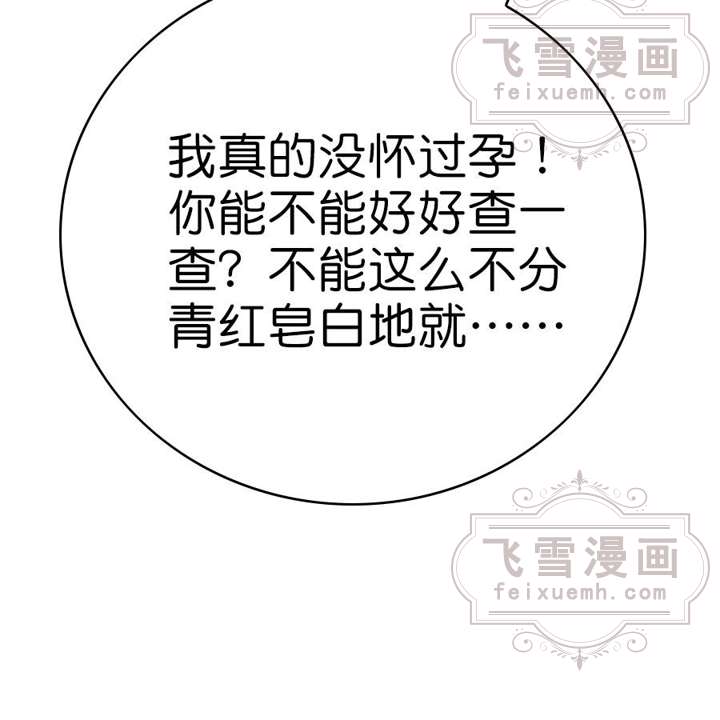 飞雪漫画
feixuemh.com
我真的没怀过孕！
你能不能好好查一
查？不能这么不分
青红皂白地就……
飞雪漫画
feixuemh.com